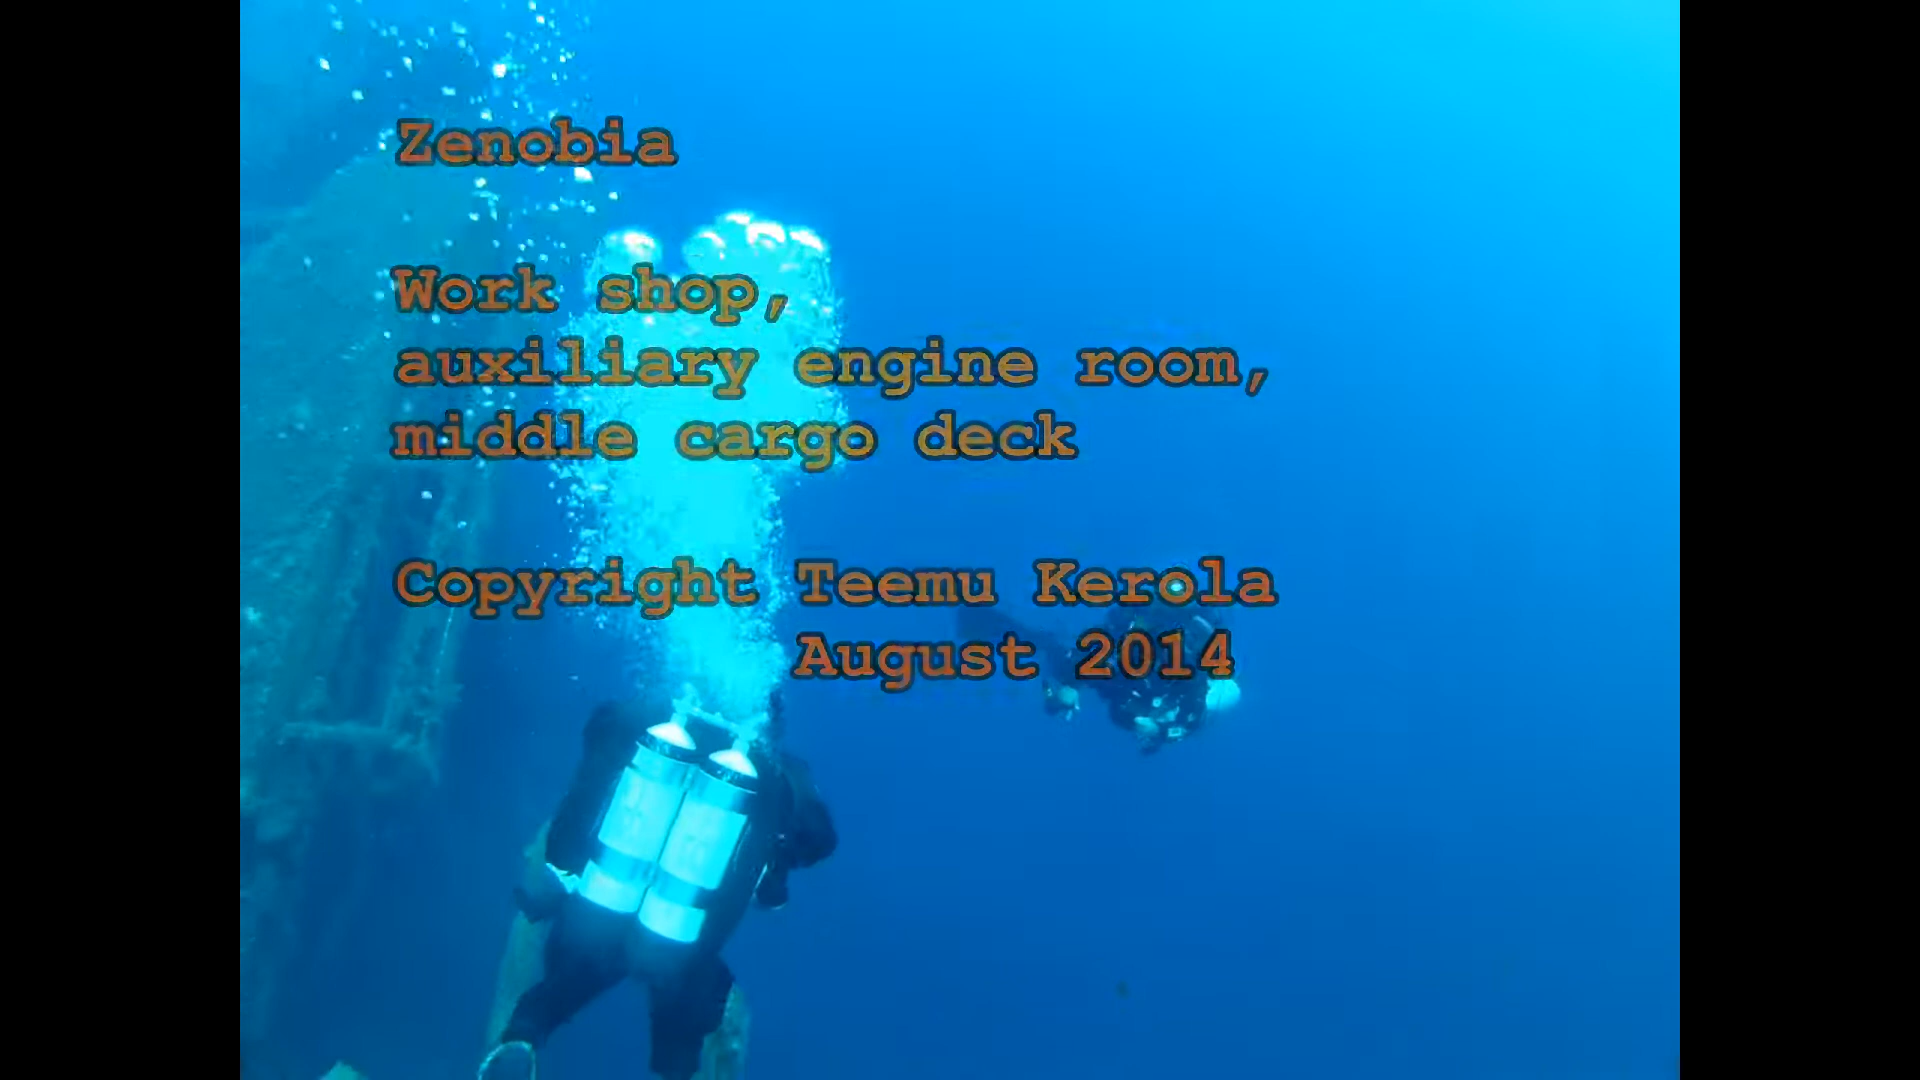 Zenobia
Work shop,
auxiliary engine room,
middle cargo deck
Copyright Teemu Kerola
August 2014